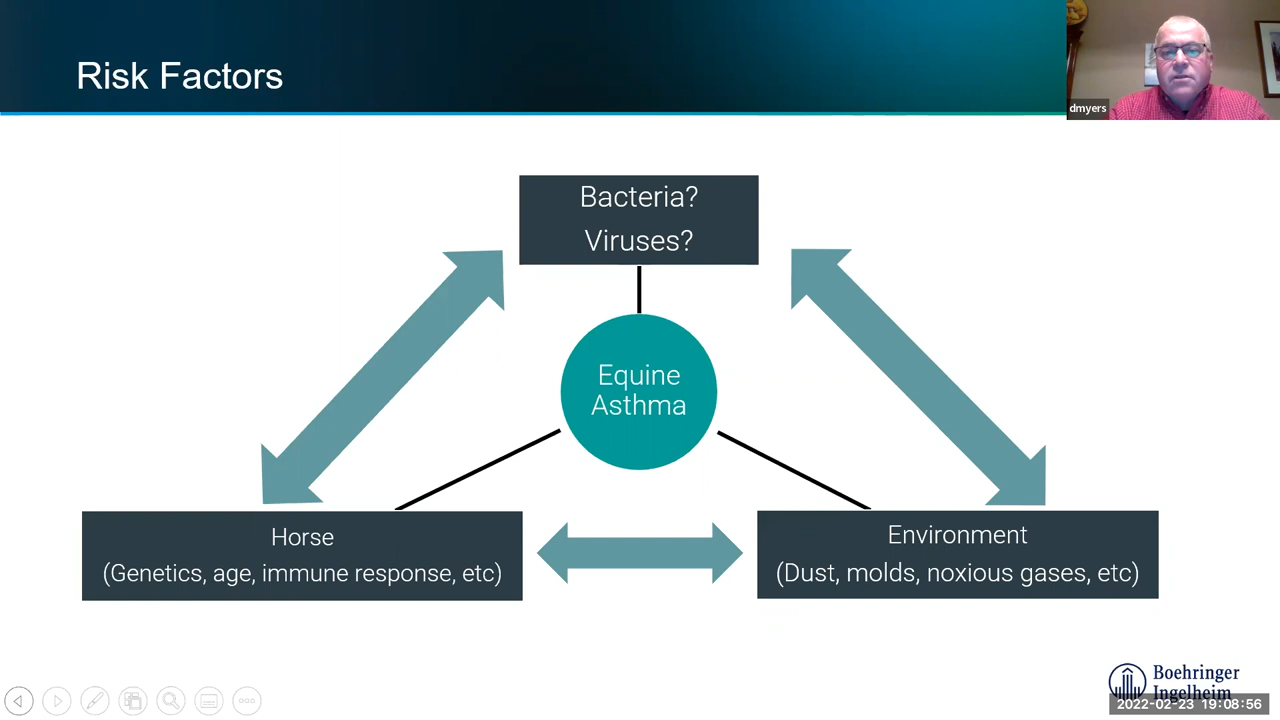 Risk Factors
dmyers
Bacteria?
Viruses?
Equine
Asthma
Horse
(Genetics, age, immune response, etc)
Environment
(Dust, molds, noxious gases, etc)
Boehringer
Ingelheim
2022-02-23 19:08:56